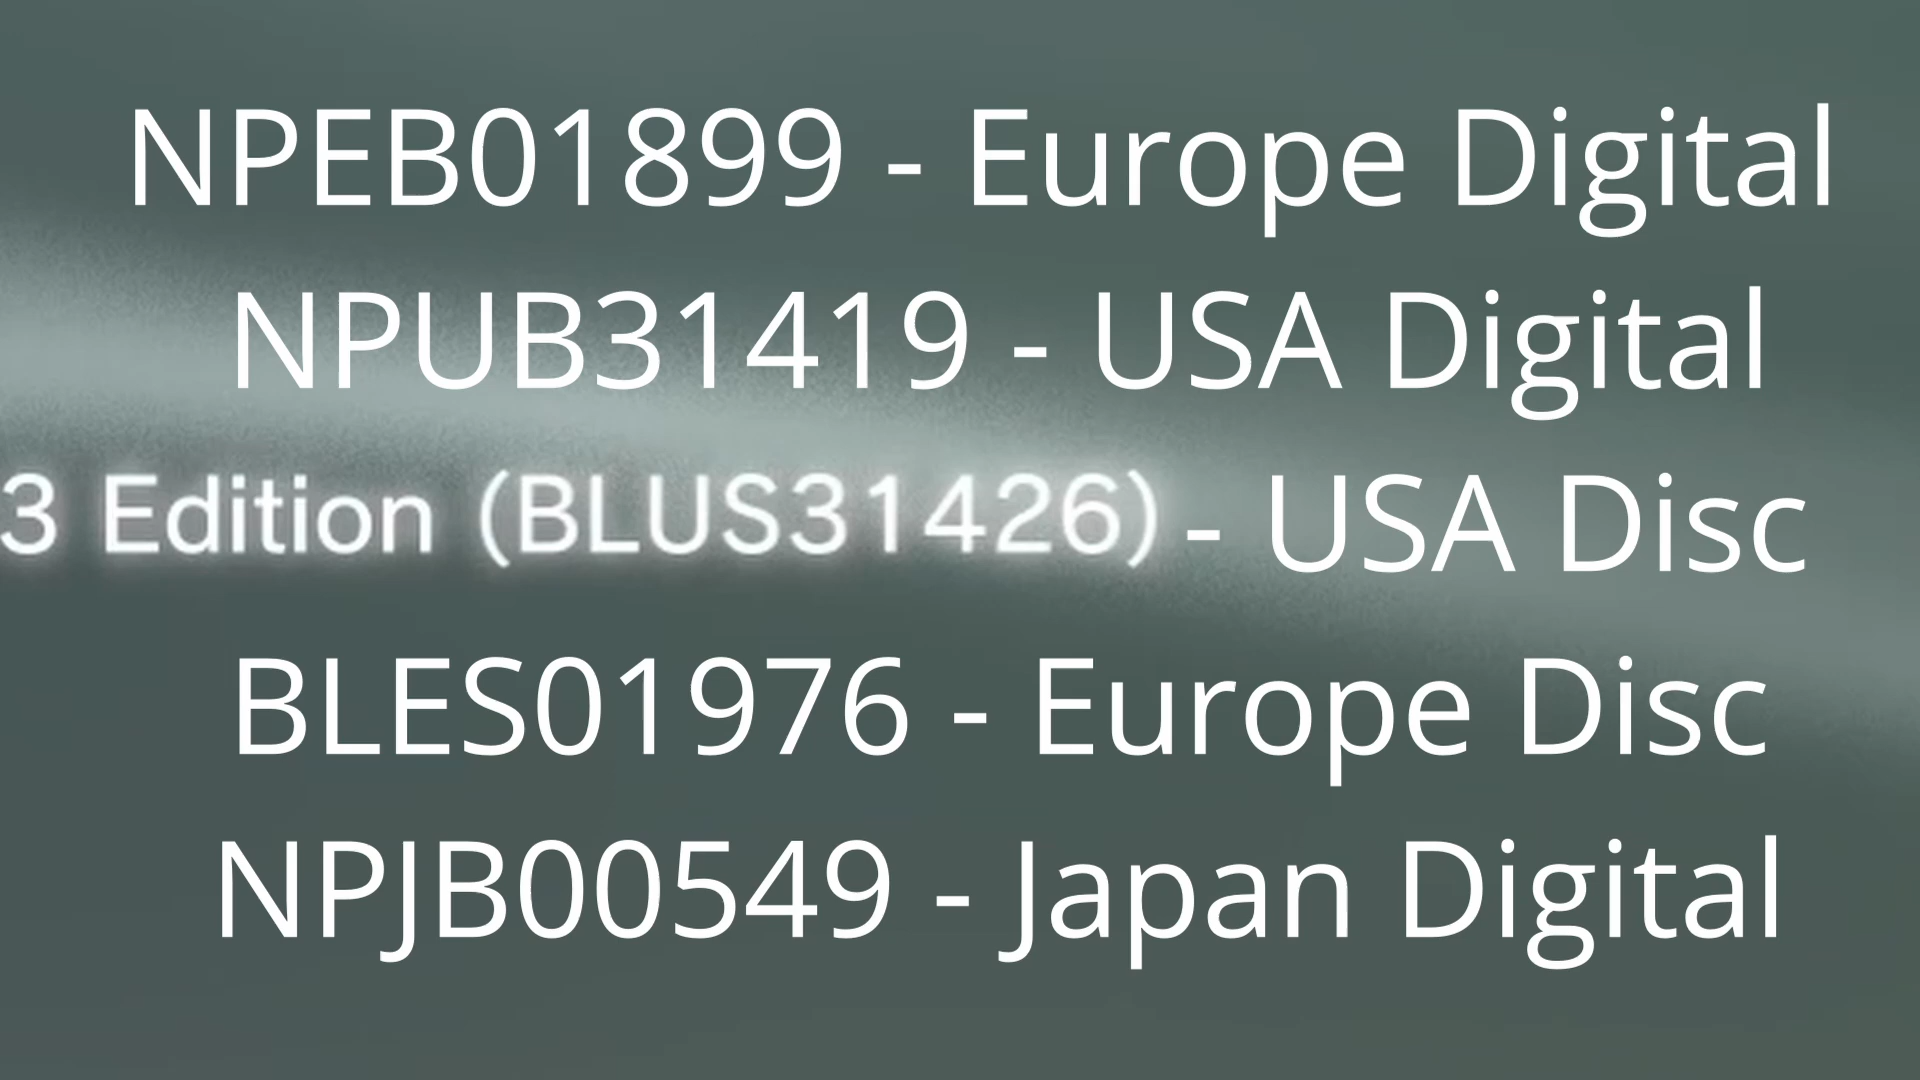 NPEB01899 - Europe Digital
NPUB31419 - USA Digital
3 Edition (BLUS31426) - USA Disc
BLES01976 - Europe Disc
NPJB00549 - Japan Digital